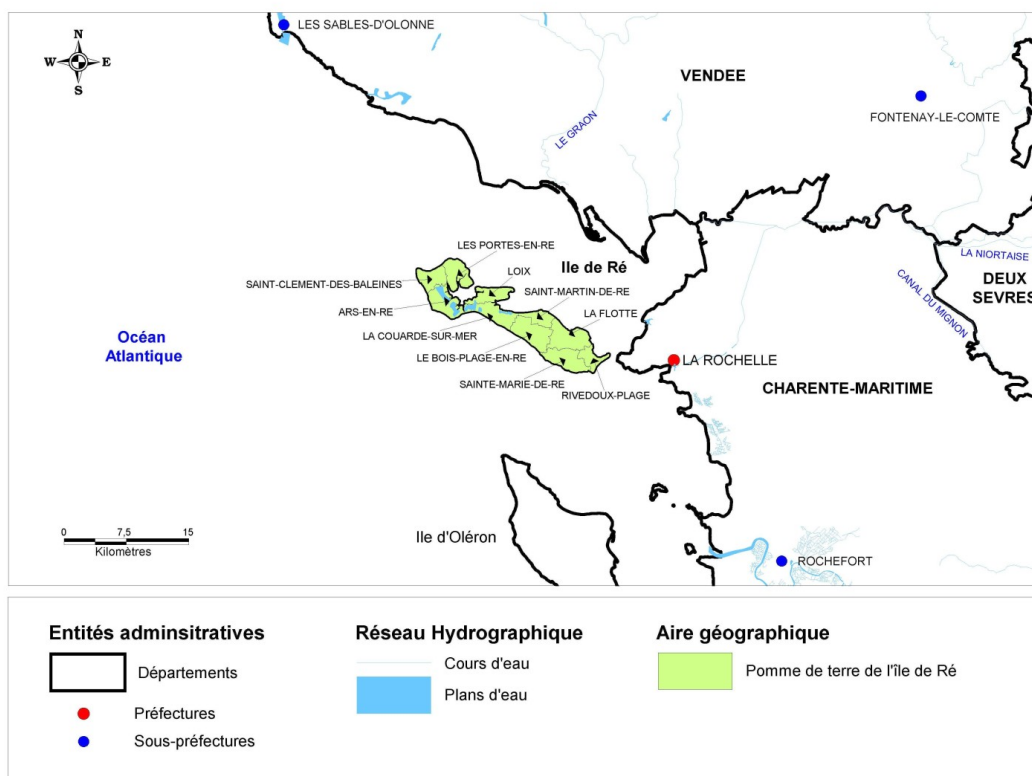 LES SABLES-D'OLONNE
N
W
E
S
VENDEE
FONTENAY-LE-COMTE
LE GRAON
LES PORTES-EN-RE
LOIX
Ile de Ré
LA NIORTAISE
SAINT-CLEMENT-DES-BALEINES
SAINT-MARTIN-DE-RE
DEUX
SEVRES
CANAL DU MIGNON
ARS-EN-RE
LA FLOTTE
Océan
Atlantique
LA COUARDE-SUR-MER
LE BOIS-PLAGE-EN-RE
LA ROCHELLE
SAINTE-MARIE-DE-RE
CHARENTE-MARITIME
RIVEDOUX-PLAGE
0 7,5 15
Kilomètres
Ile d'Oléron
ROCHEFORT
Entités adminsitratives
Départements
Préfectures
Sous-préfectures
Réseau Hydrographique
Cours d'eau
Plans d'eau
Aire géographique
Pomme de terre de l'île de Ré